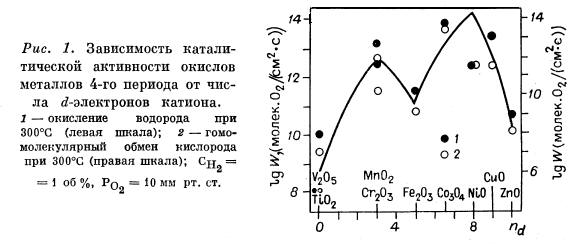 Рис. 1. Зависимость катали-
тической активности окислов
металлов 4-го периода от чис-
ла d-электронов катиона.
1 — окисление водорода при
300°С (левая шкала); 2 — гомо-
молекулярный обмен кислорода
при 300°С (правая шкала); C_H₂ =
= 1 об %, P_O₂ = 10 мм рт. ст.
lg W, (молек. O₂/(см²·с)
14
12
10
8
1
2
V₂O₅
MnO₂
CuO
TiO₂
Cr₂O₃
Fe₂O₃
Co₃O₄
NiO
ZnO
0
2
4
6
8
10
n_d
14
12
10
8
6
lg W (молек. O₂/(см²·с)